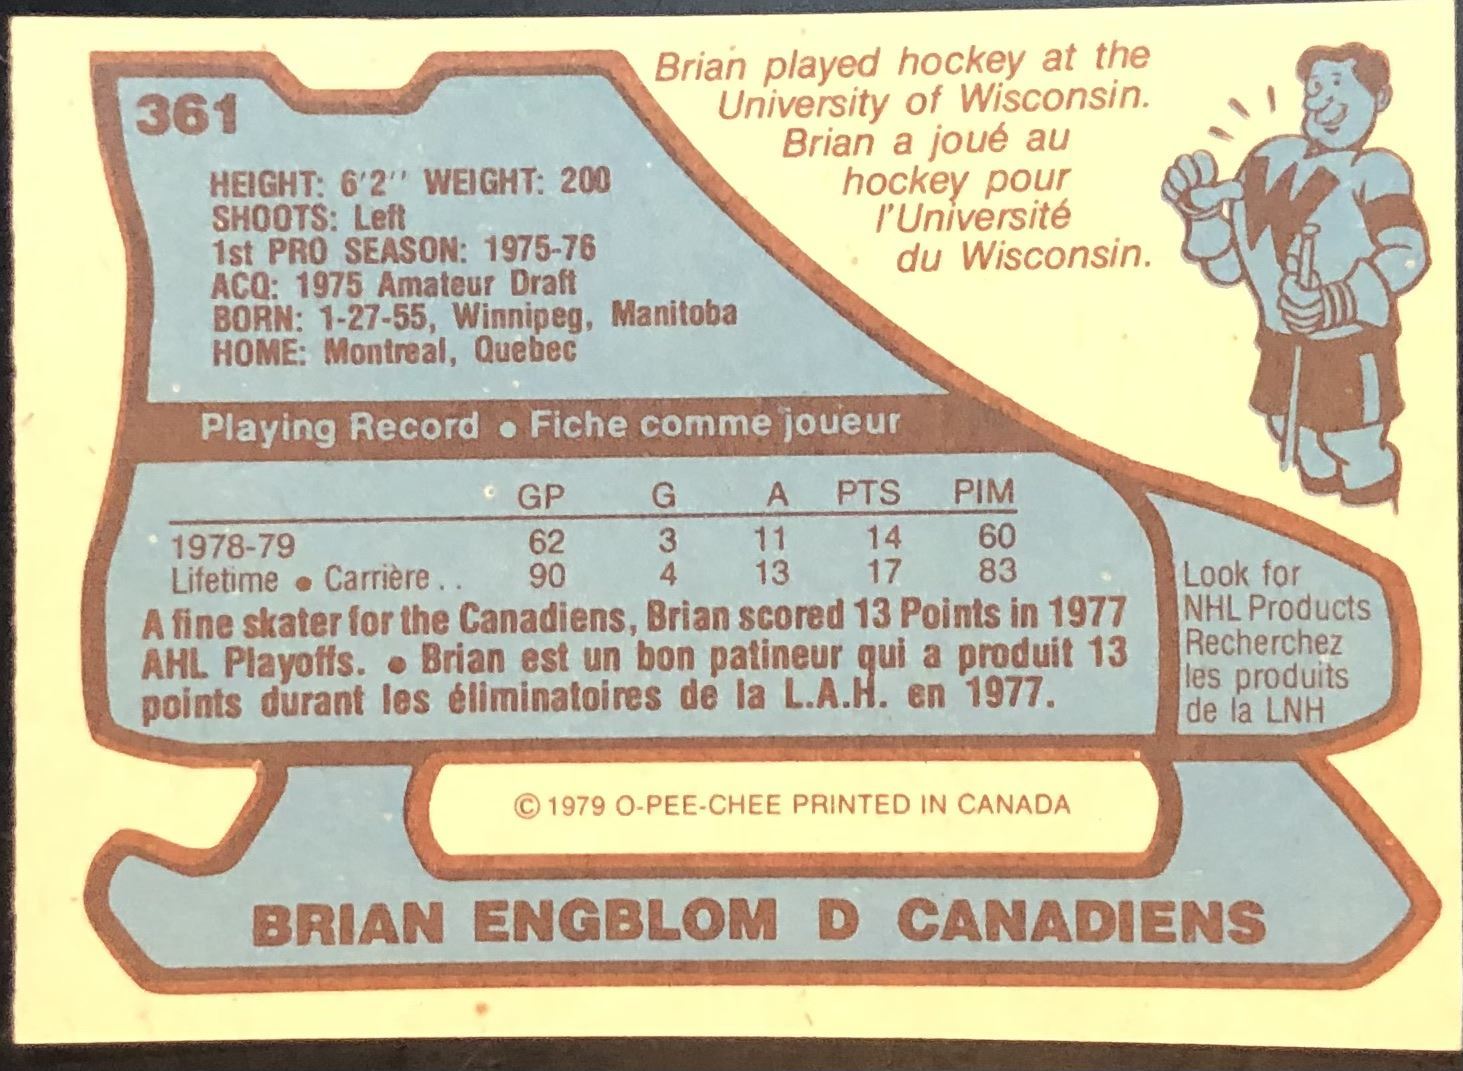 361
HEIGHT: 6'2'' WEIGHT: 200
SHOOTS: Left
1st PRO SEASON: 1975-76
ACQ: 1975 Amateur Draft
BORN: 1-27-55, Winnipeg, Manitoba
HOME: Montreal, Quebec
Brian played hockey at the
University of Wisconsin.
Brian a joué au
hockey pour
l'Université
du Wisconsin.
W
Playing Record • Fiche comme joueur
GP G A PTS PIM
1978-79 62 3 11 14 60
Lifetime • Carrière . . 90 4 13 17 83
A fine skater for the Canadiens, Brian scored 13 Points in 1977
AHL Playoffs. • Brian est un bon patineur qui a produit 13
points durant les éliminatoires de la L.A.H. en 1977.
Look for
NHL Products
Recherchez
les produits
de la LNH
© 1979 O-PEE-CHEE PRINTED IN CANADA
BRIAN ENGBLOM D CANADIENS